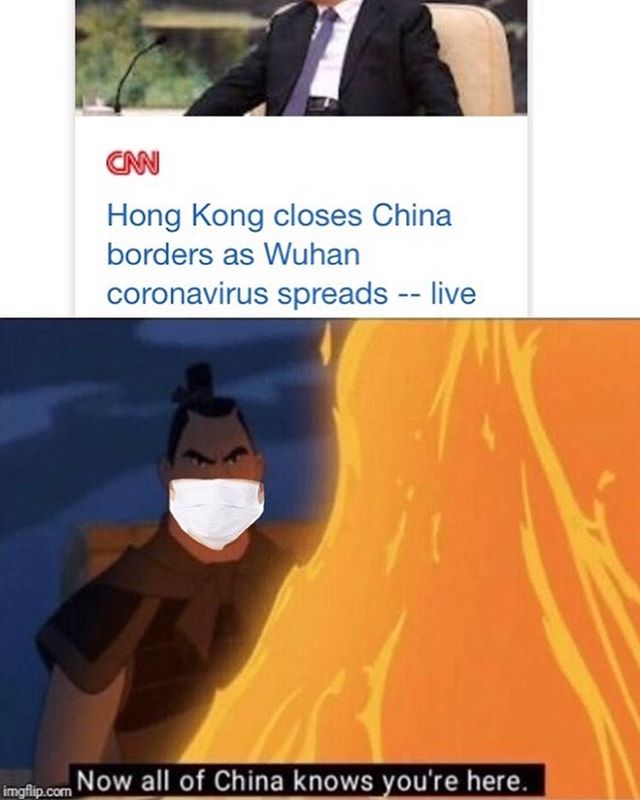 CNN
Hong Kong closes China
borders as Wuhan
coronavirus spreads -- live
Now all of China knows you're here.
imgflip.com